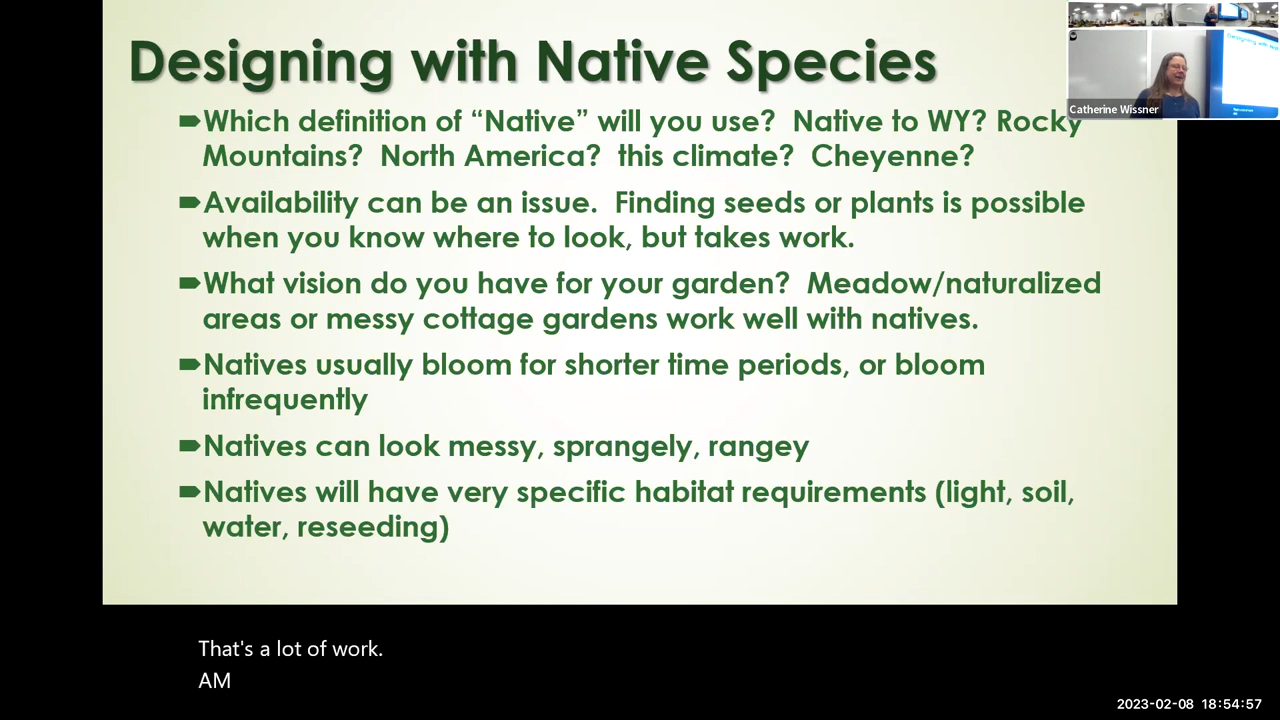 Designing with Native Species
Which definition of “Native” will you use?  Native to WY? Rocky
Mountains?  North America?  this climate?  Cheyenne?
Availability can be an issue.  Finding seeds or plants is possible
when you know where to look, but takes work.
What vision do you have for your garden?  Meadow/naturalized
areas or messy cottage gardens work well with natives.
Natives usually bloom for shorter time periods, or bloom
infrequently
Natives can look messy, sprangely, rangey
Natives will have very specific habitat requirements (light, soil,
water, reseeding)
Catherine Wissner
That's a lot of work.
AM
2023-02-08 18:54:57